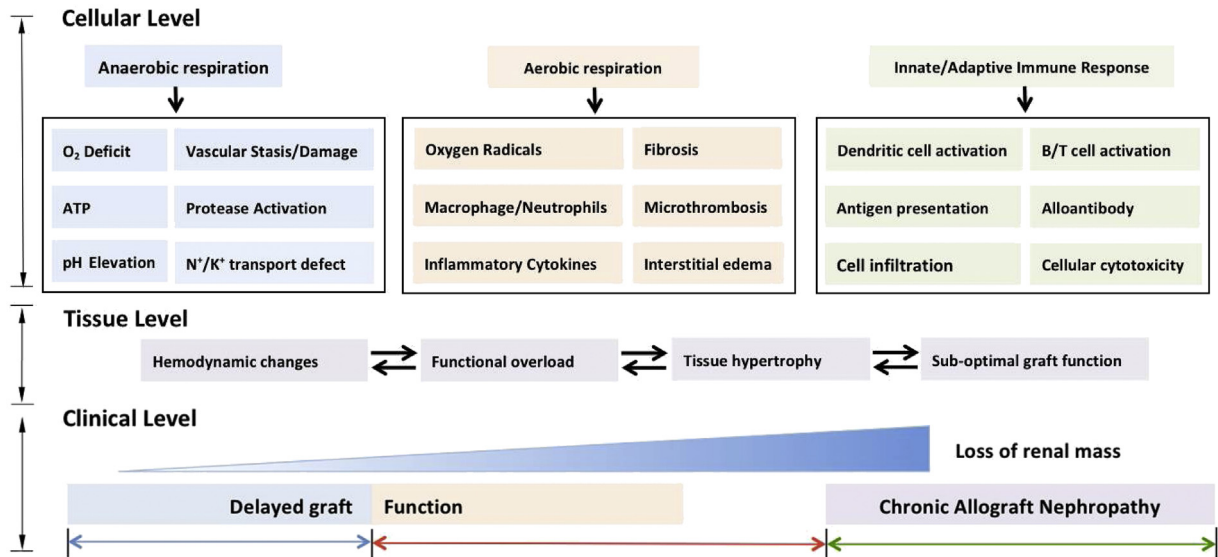 Cellular Level
Anaerobic respiration
Aerobic respiration
Innate/Adaptive Immune Response
O₂ Deficit
Vascular Stasis/Damage
ATP
Protease Activation
pH Elevation
N⁺/K⁺ transport defect
Oxygen Radicals
Fibrosis
Macrophage/Neutrophils
Microthrombosis
Inflammatory Cytokines
Interstitial edema
Dendritic cell activation
B/T cell activation
Antigen presentation
Alloantibody
Cell infiltration
Cellular cytotoxicity
Tissue Level
Hemodynamic changes
Functional overload
Tissue hypertrophy
Sub-optimal graft function
Clinical Level
Loss of renal mass
Delayed graft Function
Chronic Allograft Nephropathy